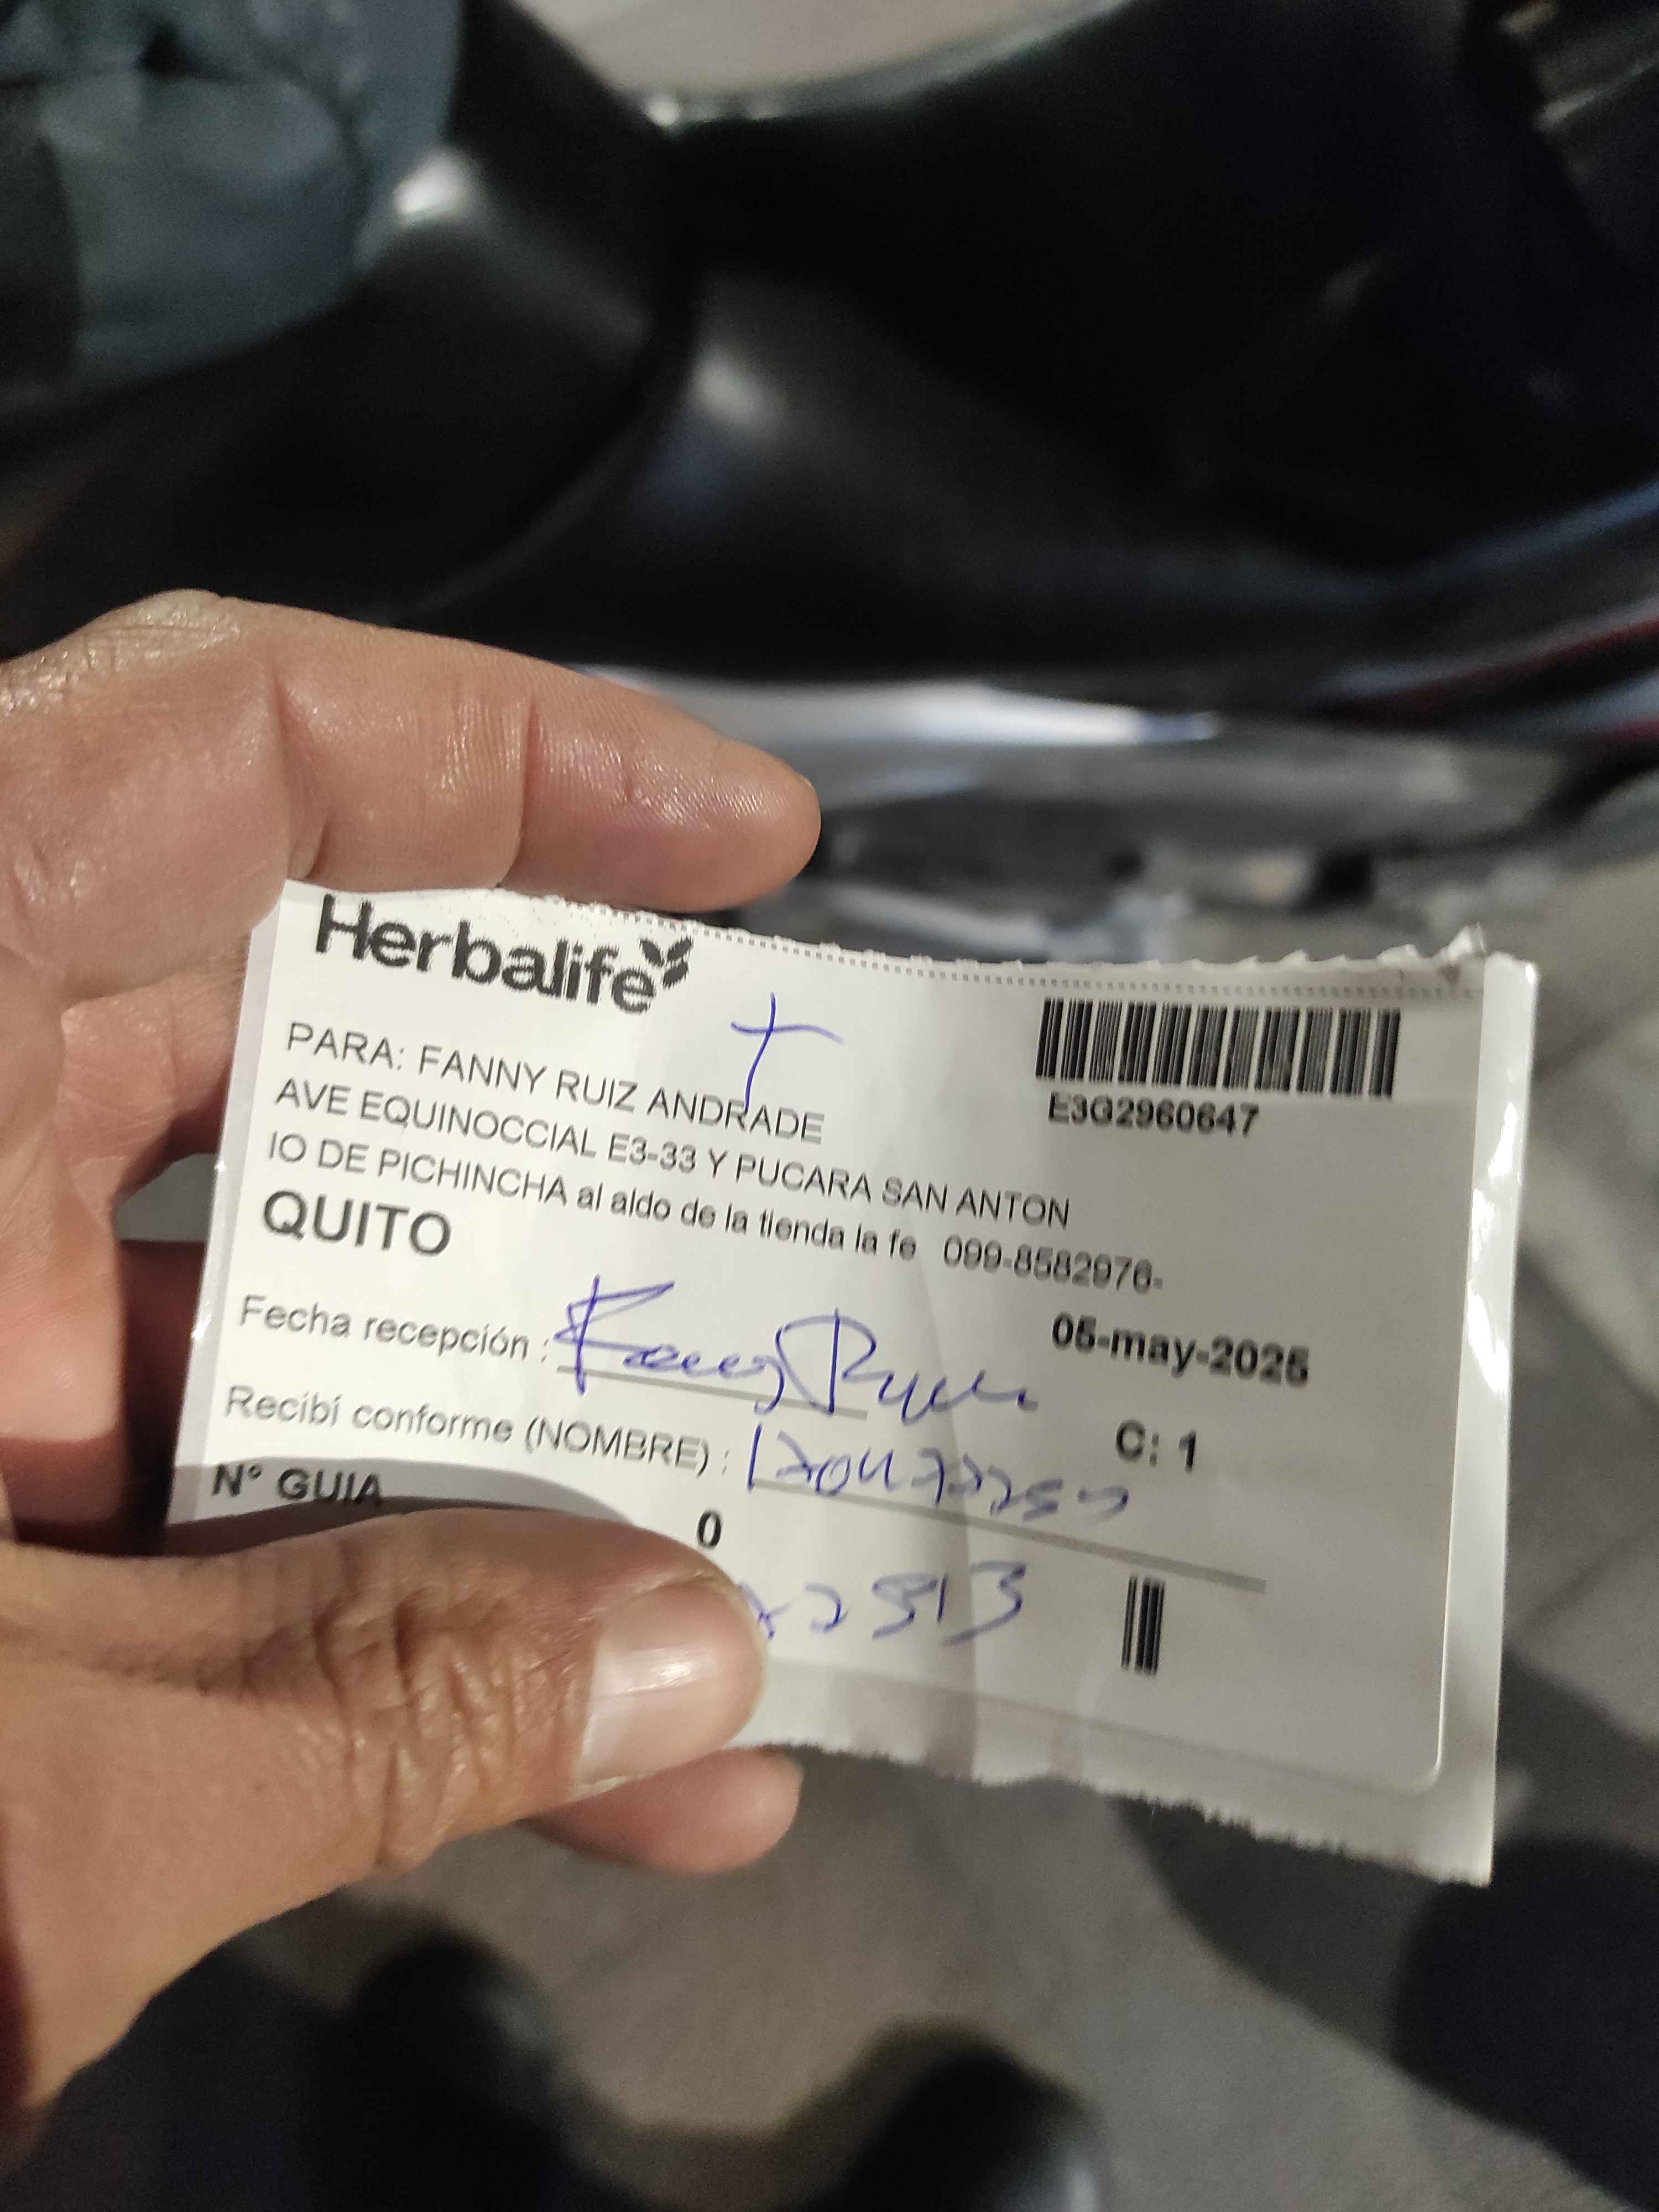 Herbalife
E3G2960647
PARA: FANNY RUIZ ANDRADE
AVE EQUINOCCIAL E3-33 Y PUCARA SAN ANTON
IO DE PICHINCHA al aldo de la tienda la fe 099-8582976-
QUITO
05-may-2025
Fecha recepción :
C: 1
Recibí conforme (NOMBRE) :
N° GUIA
0